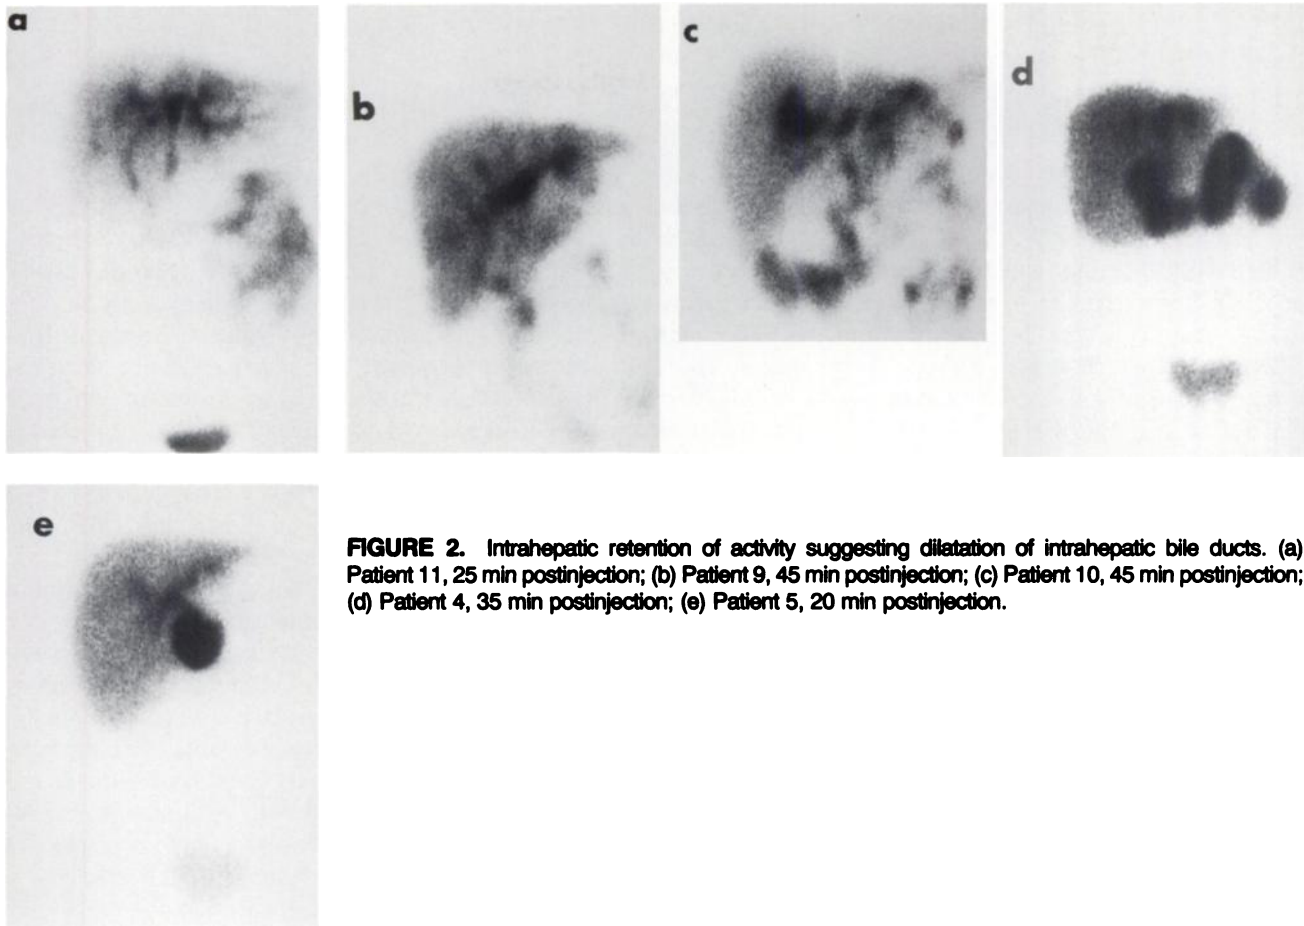 a
b
c
d
e
FIGURE 2. Intrahepatic retention of activity suggesting dilatation of intrahepatic bile ducts. (a)
Patient 11, 25 min postinjection; (b) Patient 9, 45 min postinjection; (c) Patient 10, 45 min postinjection;
(d) Patient 4, 35 min postinjection; (e) Patient 5, 20 min postinjection.